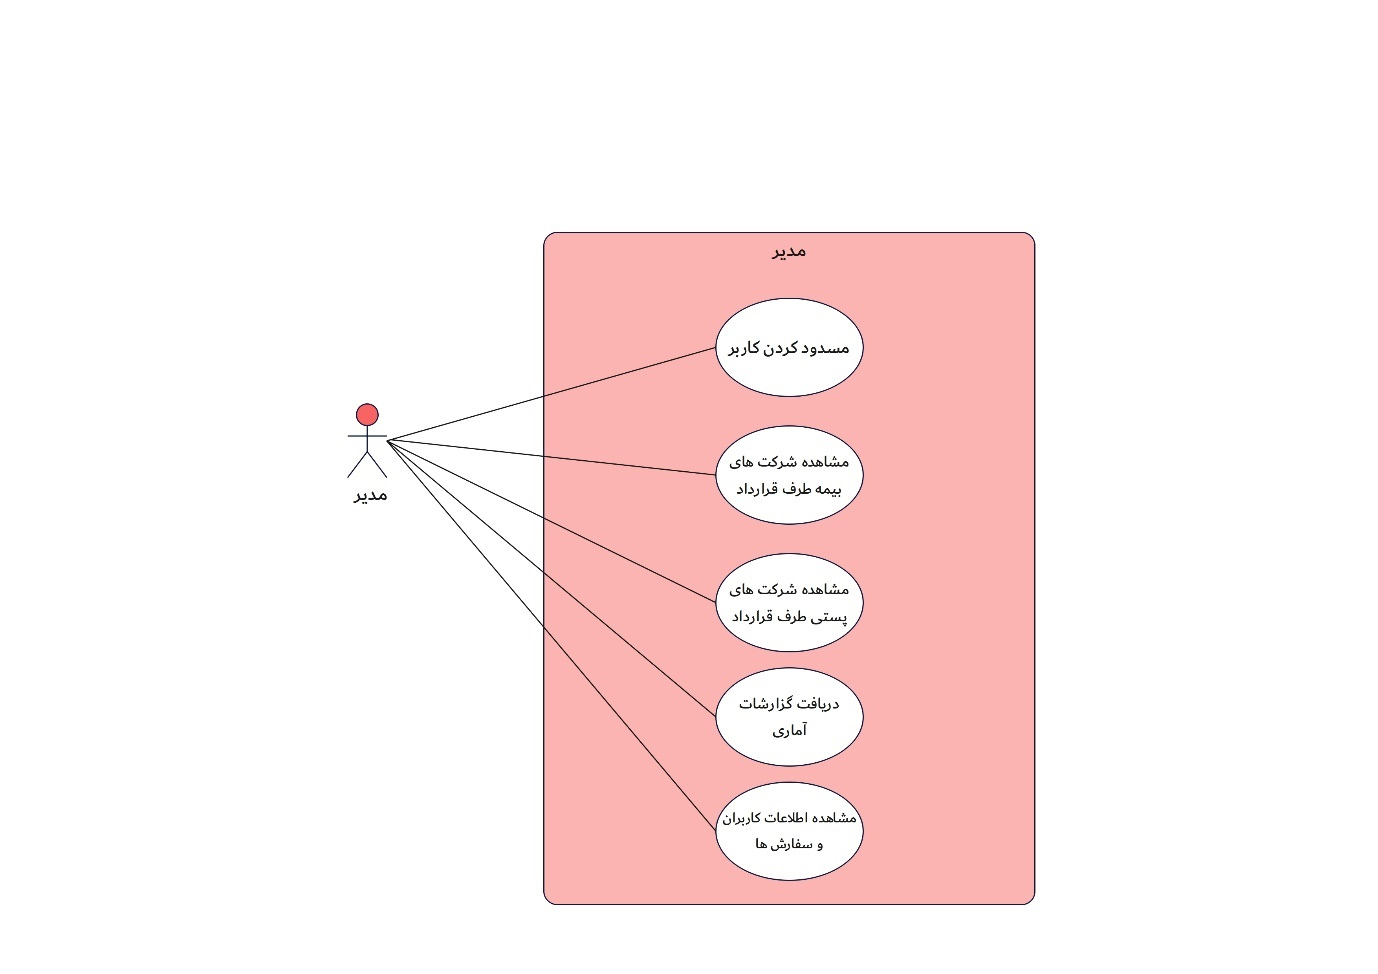 مدیر
مسدود کردن کاربر
مشاهده شرکت های
بیمه طرف قرارداد
مدیر
مشاهده شرکت های
پستی طرف قرارداد
دریافت گزارشات
آماری
مشاهده اطلاعات کاربران
و سفارش ها